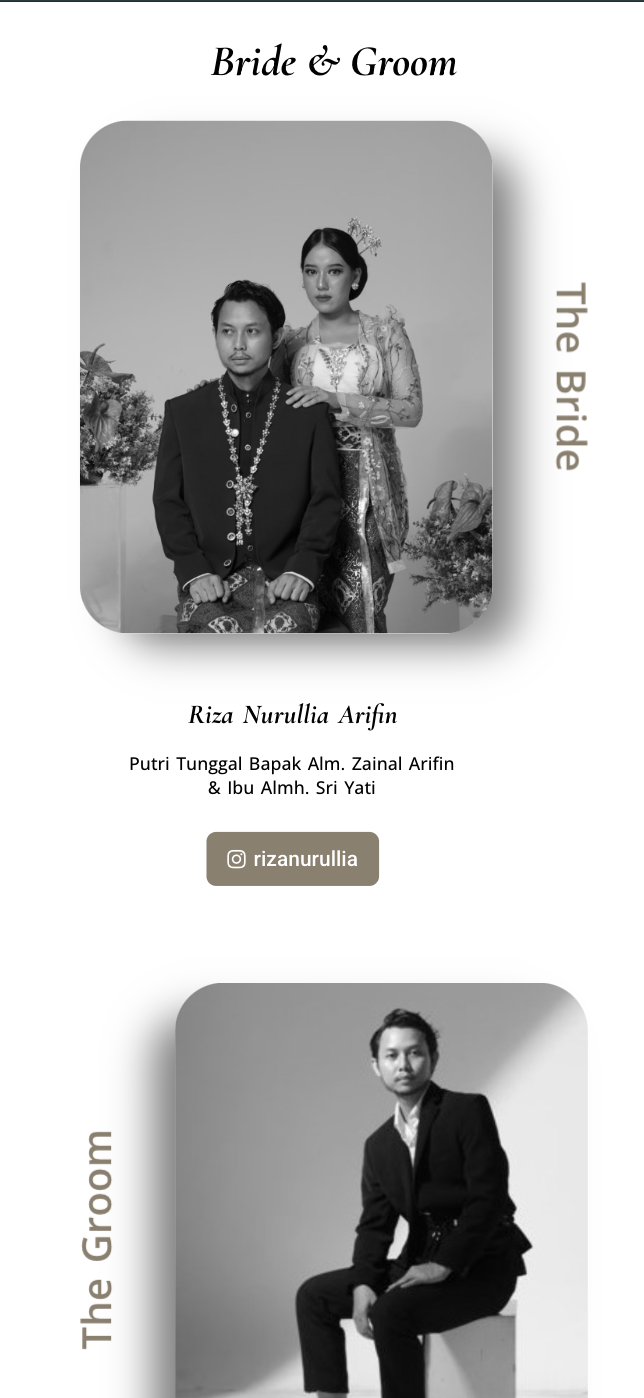 Bride & Groom
The Bride
Riza Nurullia Arifin
Putri Tunggal Bapak Alm. Zainal Arifin
& Ibu Almh. Sri Yati
rizanurullia
The Groom